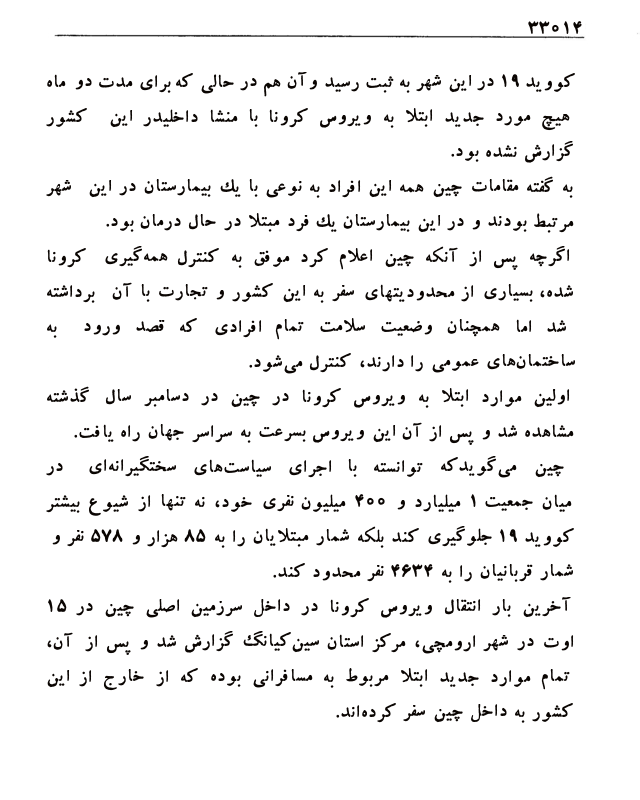 ۳۳۰۱۴
کووید ۱۹ در این شهر به ثبت رسید و آن هم در حالی که برای مدت دو ماه
هیچ مورد جدید ابتلا به ویروس کرونا با منشا داخلیدر این کشور
گزارش نشده بود.
به گفته مقامات چین همه این افراد به نوعی با یك بیمارستان در این شهر
مرتبط بودند و در این بیمارستان یك فرد مبتلا در حال درمان بود.
اگرچه پس از آنکه چین اعلام کرد موفق به کنترل همه‌گیری کرونا
شده، بسیاری از محدودیتهای سفر به این کشور و تجارت با آن برداشته
شد اما همچنان وضعیت سلامت تمام افرادی که قصد ورود به
ساختمان‌های عمومی را دارند، کنترل می‌شود.
اولین موارد ابتلا به ویروس کرونا در چین در دسامبر سال گذشته
مشاهده شد و پس از آن این ویروس بسرعت به سراسر جهان راه یافت.
چین می‌گویدکه توانسته با اجرای سیاست‌های سختگیرانه‌ای در
میان جمعیت ۱ میلیارد و ۴۰۰ میلیون نفری خود، نه تنها از شیوع بیشتر
کووید ۱۹ جلوگیری کند بلکه شمار مبتلایان را به ۸۵ هزار و ۵۷۸ نفر و
شمار قربانیان را به ۴۶۳۴ نفر محدود کند.
آخرین بار انتقال ویروس کرونا در داخل سرزمین اصلی چین در ۱۵
اوت در شهر ارومچی، مرکز استان سین‌کیانگ گزارش شد و پس از آن،
تمام موارد جدید ابتلا مربوط به مسافرانی بوده که از خارج از این
کشور به داخل چین سفر کرده‌اند.